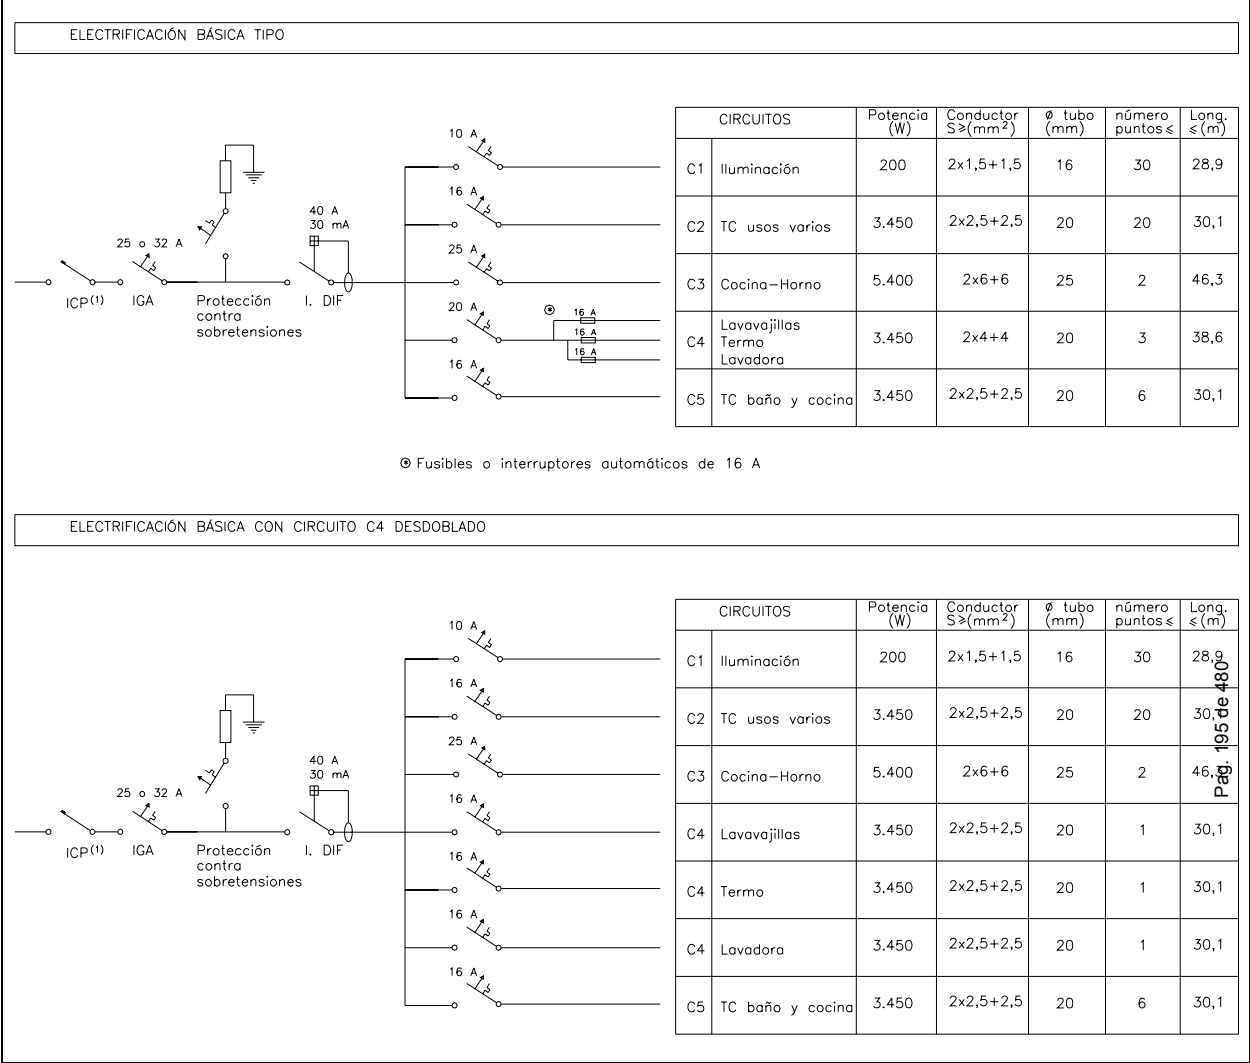 ELECTRIFICACIÓN BÁSICA TIPO
10 A
16 A
25 A
20 A
16 A
16 A
16 A
16 A
40 A
30 mA
25 o 32 A
ICP(1)
IGA
Protección
contra
sobretensiones
I. DIF
CIRCUITOS Potencia (W) Conductor S≥(mm²) ø tubo (mm) número puntos≤ Long. ≤(m)
C1 Iluminación 200 2x1,5+1,5 16 30 28,9
C2 TC usos varios 3.450 2x2,5+2,5 20 20 30,1
C3 Cocina-Horno 5.400 2x6+6 25 2 46,3
C4 Lavavajillas Termo Lavadora 3.450 2x4+4 20 3 38,6
C5 TC baño y cocina 3.450 2x2,5+2,5 20 6 30,1
⊛ Fusibles o interruptores automáticos de 16 A
ELECTRIFICACIÓN BÁSICA CON CIRCUITO C4 DESDOBLADO
10 A
16 A
25 A
16 A
16 A
16 A
16 A
40 A
30 mA
25 o 32 A
ICP(1)
IGA
Protección
contra
sobretensiones
I. DIF
CIRCUITOS Potencia (W) Conductor S≥(mm²) ø tubo (mm) número puntos≤ Long. ≤(m)
C1 Iluminación 200 2x1,5+1,5 16 30 28,9
C2 TC usos varios 3.450 2x2,5+2,5 20 20 30,1
C3 Cocina-Horno 5.400 2x6+6 25 2 46,3
C4 Lavavajillas 3.450 2x2,5+2,5 20 1 30,1
C4 Termo 3.450 2x2,5+2,5 20 1 30,1
C4 Lavadora 3.450 2x2,5+2,5 20 1 30,1
C5 TC baño y cocina 3.450 2x2,5+2,5 20 6 30,1
Pág. 195 de 480